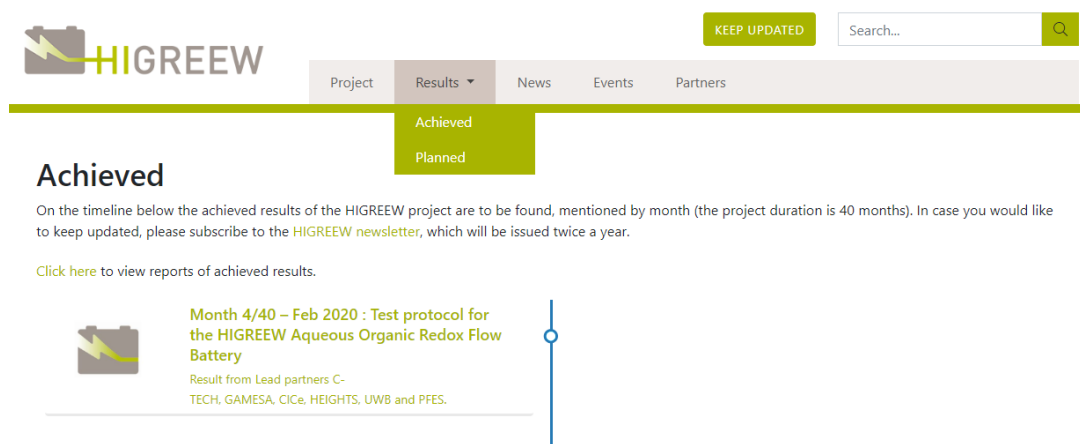 KEEP UPDATED
Search...
HIGREEW
Project Results News Events Partners
Achieved
Planned
Achieved
On the timeline below the achieved results of the HIGREEW project are to be found, mentioned by month (the project duration is 40 months). In case you would like
to keep updated, please subscribe to the HIGREEW newsletter, which will be issued twice a year.
Click here to view reports of achieved results.
Month 4/40 – Feb 2020 : Test protocol for
the HIGREEW Aqueous Organic Redox Flow
Battery
Result from Lead partners C-
TECH, GAMESA, CICe, HEIGHTS, UWB and PFES.